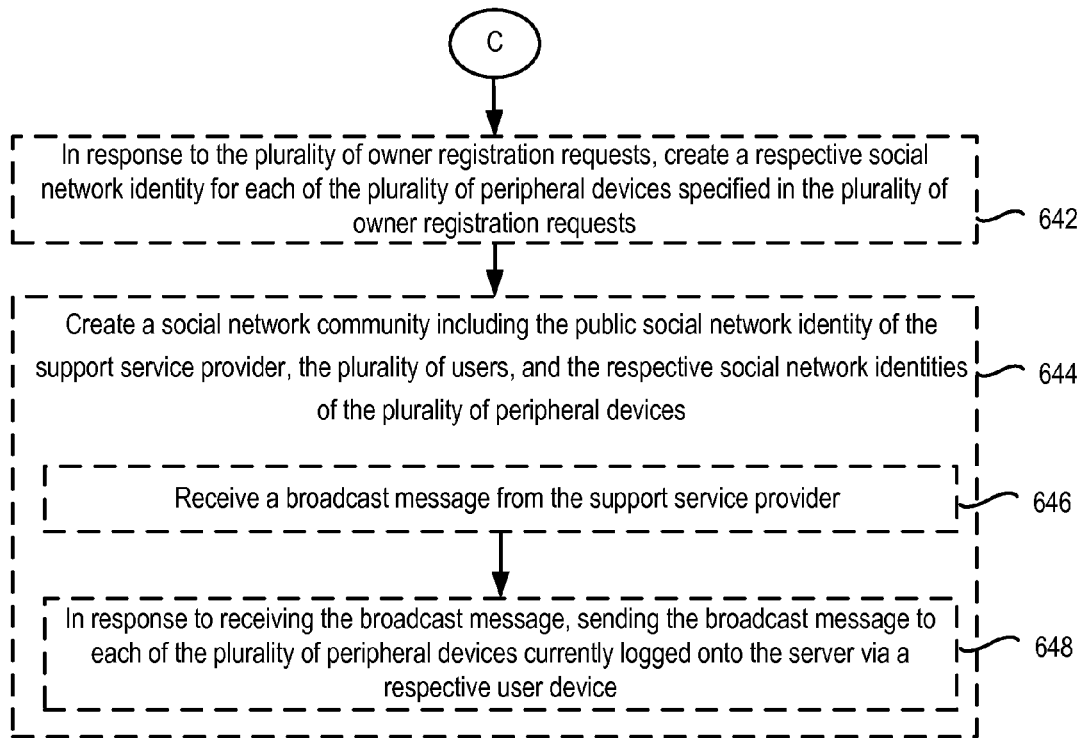 C
In response to the plurality of owner registration requests, create a respective social
network identity for each of the plurality of peripheral devices specified in the plurality of
owner registration requests
642
Create a social network community including the public social network identity of the
support service provider, the plurality of users, and the respective social network identities
of the plurality of peripheral devices
644
Receive a broadcast message from the support service provider
646
In response to receiving the broadcast message, sending the broadcast message to
each of the plurality of peripheral devices currently logged onto the server via a
respective user device
648